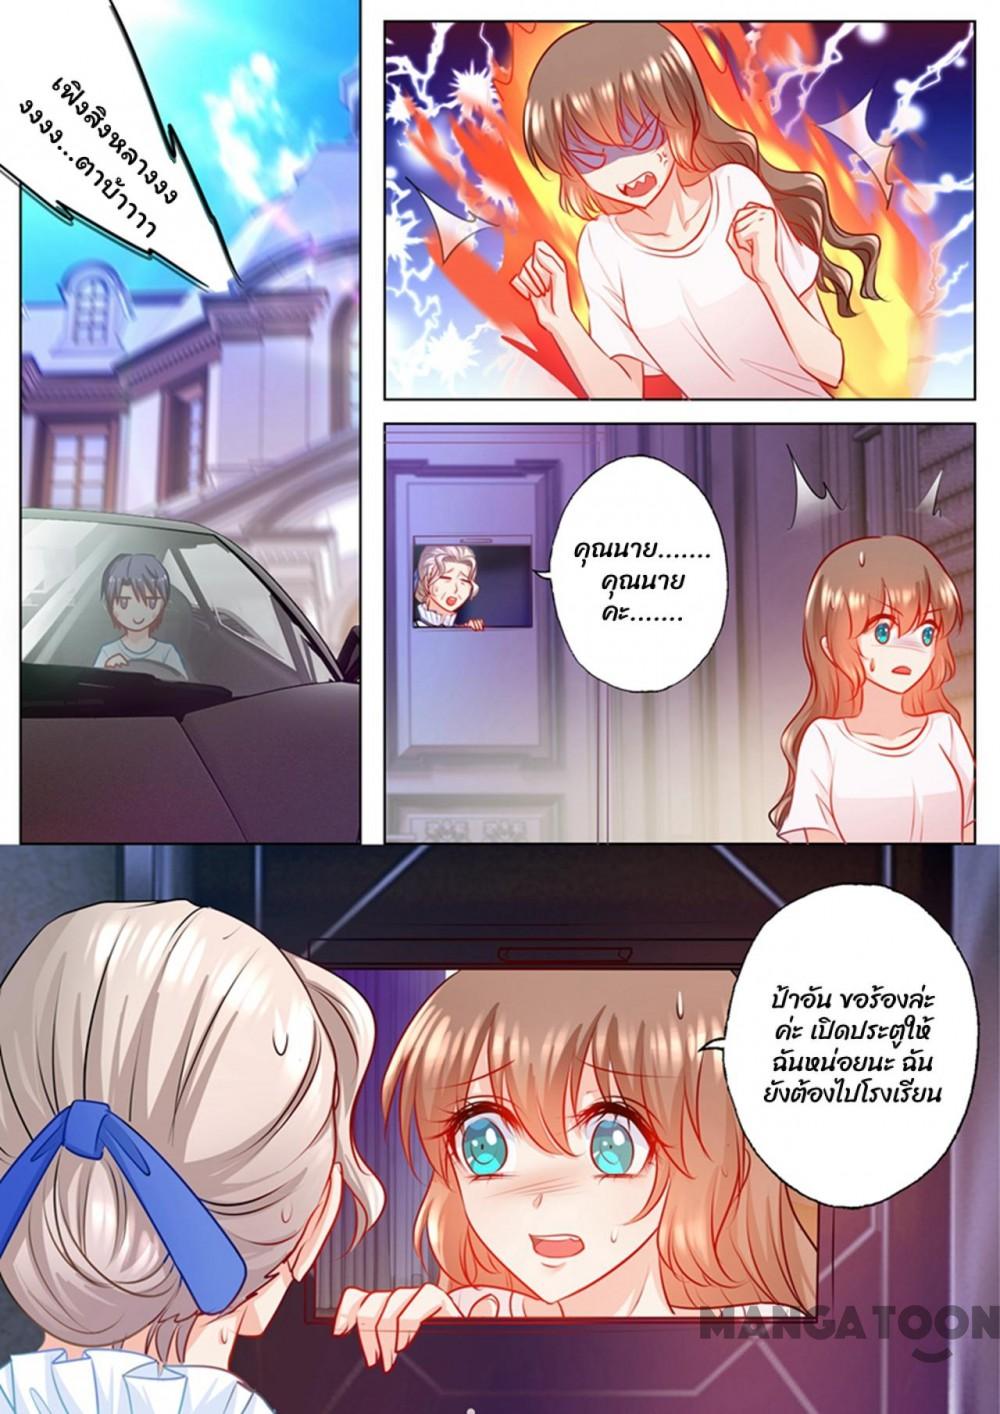 เฟิงสิงหลางงง
งงงง...ตาบ้าาาา
คุณนาย.......
คุณนาย
คะ.......
ป้าอัน ขอร้องล่ะ
ค่ะ เปิดประตูให้
ฉันหน่อยนะ ฉัน
ยังต้องไปโรงเรียน
MANGATOON